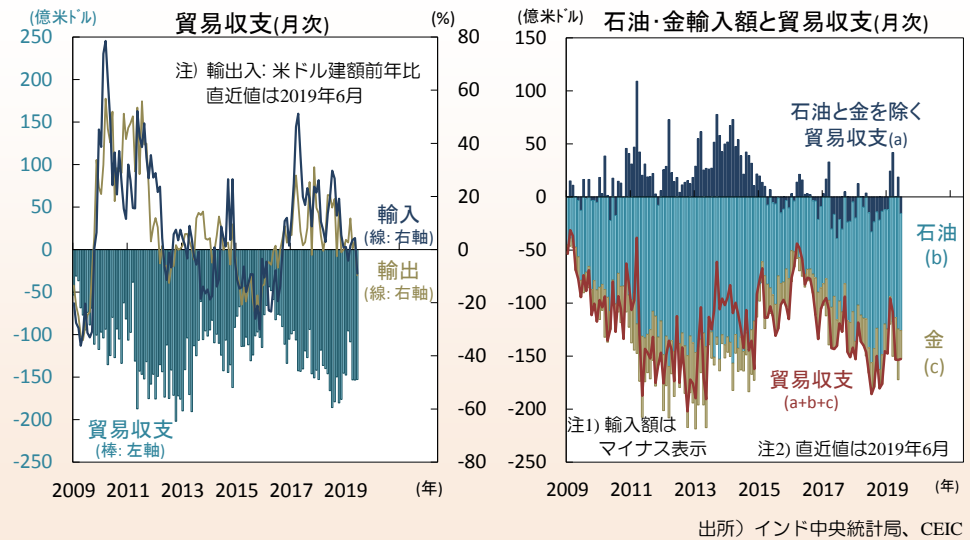 貿易収支(月次)
(億米ドル)
(%)
250
200
150
100
50
0
-50
-100
-150
-200
-250
80
60
40
20
0
-20
-40
-60
-80
注) 輸出入: 米ドル建額前年比
直近値は2019年6月
輸入
(線: 右軸)
輸出
(線: 右軸)
貿易収支
(棒: 左軸)
2009 2011 2013 2015 2017 2019 (年)
石油・金輸入額と貿易収支(月次)
(億米ドル)
150
100
50
0
-50
-100
-150
-200
-250
石油と金を除く
貿易収支(a)
石油
(b)
金
(c)
貿易収支
(a+b+c)
注1) 輸入額は
マイナス表示
注2) 直近値は2019年6月
2009 2011 2013 2015 2017 2019 (年)
出所）インド中央統計局、CEIC